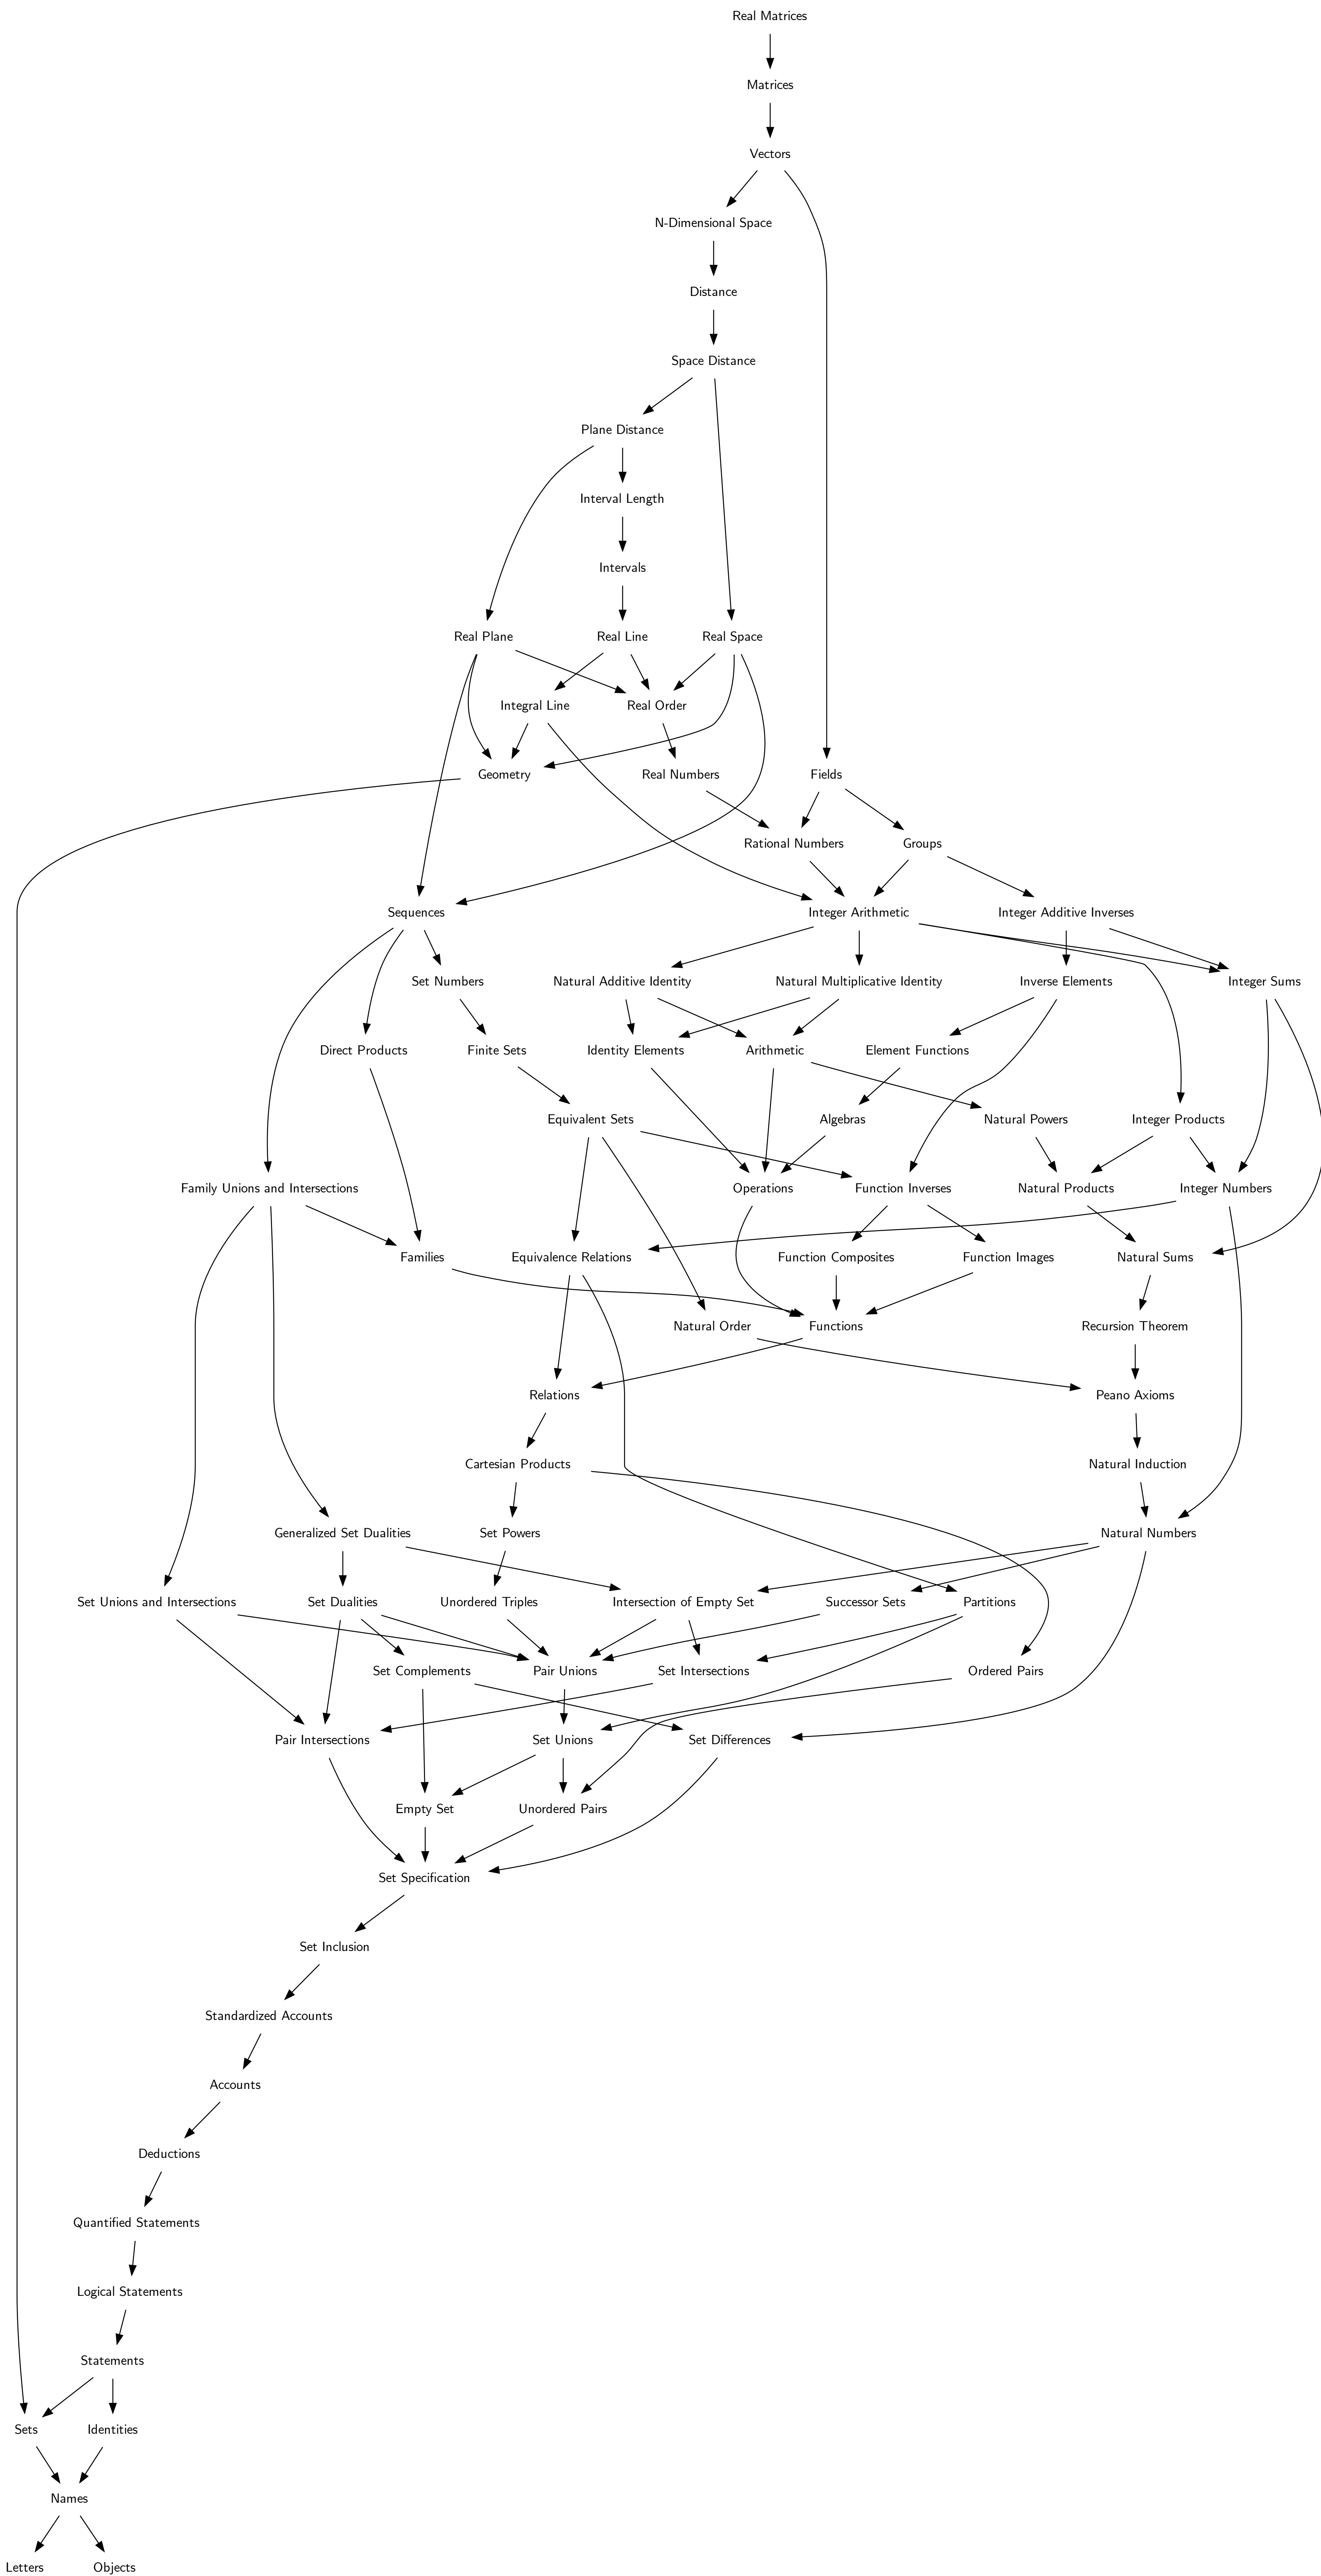 Real Matrices
Matrices
Vectors
N-Dimensional Space
Distance
Space Distance
Plane Distance
Interval Length
Intervals
Real Plane
Real Line
Real Space
Integral Line
Real Order
Geometry
Real Numbers
Fields
Rational Numbers
Groups
Sequences
Integer Arithmetic
Integer Additive Inverses
Set Numbers
Natural Additive Identity
Natural Multiplicative Identity
Inverse Elements
Integer Sums
Direct Products
Finite Sets
Identity Elements
Arithmetic
Element Functions
Equivalent Sets
Algebras
Natural Powers
Integer Products
Family Unions and Intersections
Operations
Function Inverses
Natural Products
Integer Numbers
Families
Equivalence Relations
Function Composites
Function Images
Natural Sums
Natural Order
Functions
Recursion Theorem
Relations
Peano Axioms
Cartesian Products
Natural Induction
Generalized Set Dualities
Set Powers
Natural Numbers
Set Unions and Intersections
Set Dualities
Unordered Triples
Intersection of Empty Set
Successor Sets
Partitions
Set Complements
Pair Unions
Set Intersections
Ordered Pairs
Pair Intersections
Set Unions
Set Differences
Empty Set
Unordered Pairs
Set Specification
Set Inclusion
Standardized Accounts
Accounts
Deductions
Quantified Statements
Logical Statements
Statements
Sets
Identities
Names
Letters
Objects